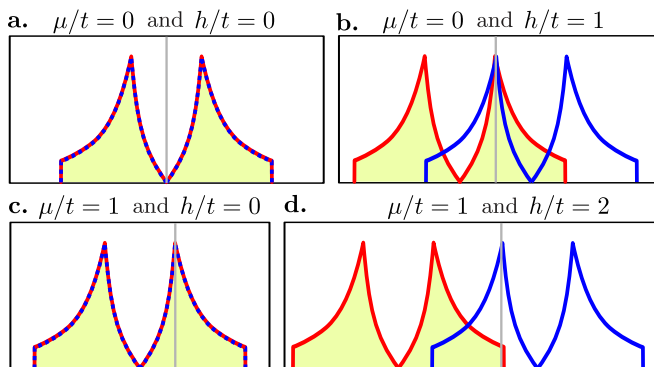 a. μ/t = 0 and h/t = 0
b. μ/t = 0 and h/t = 1
c. μ/t = 1 and h/t = 0
d. μ/t = 1 and h/t = 2